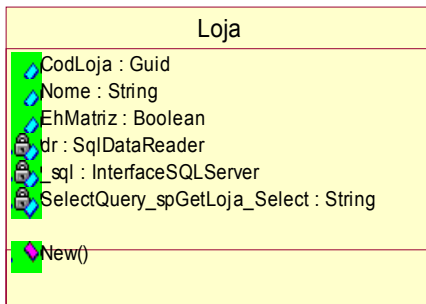 Loja
CodLoja : Guid
Nome : String
EhMatriz : Boolean
dr : SqlDataReader
_sql : InterfaceSQLServer
SelectQuery_spGetLoja_Select : String
New()